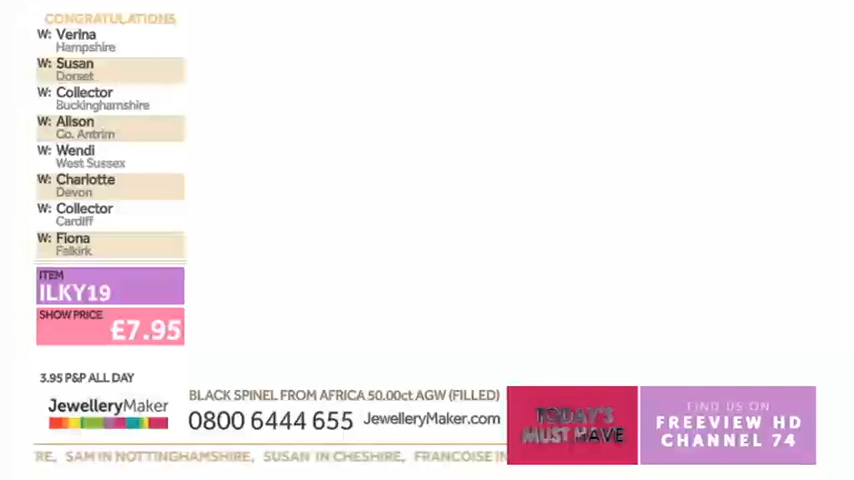 CONGRATULATIONS
W: Verina
Hampshire
W: Susan
Dorset
W: Collector
Buckinghamshire
W: Alison
Co. Antrim
W: Wendi
West Sussex
W: Charlotte
Devon
W: Collector
Cardiff
W: Fiona
Falkirk
ITEM
ILKY19
SHOW PRICE
£7.95
3.95 P&P ALL DAY
JewelleryMaker
BLACK SPINEL FROM AFRICA 50.00ct AGW (FILLED)
0800 6444 655 JewelleryMaker.com
TODAY'S
MUST HAVE
FIND US ON
FREEVIEW HD
CHANNEL 74
RE, SAM IN NOTTINGHAMSHIRE, SUSAN IN CHESHIRE, FRANCOISE IN